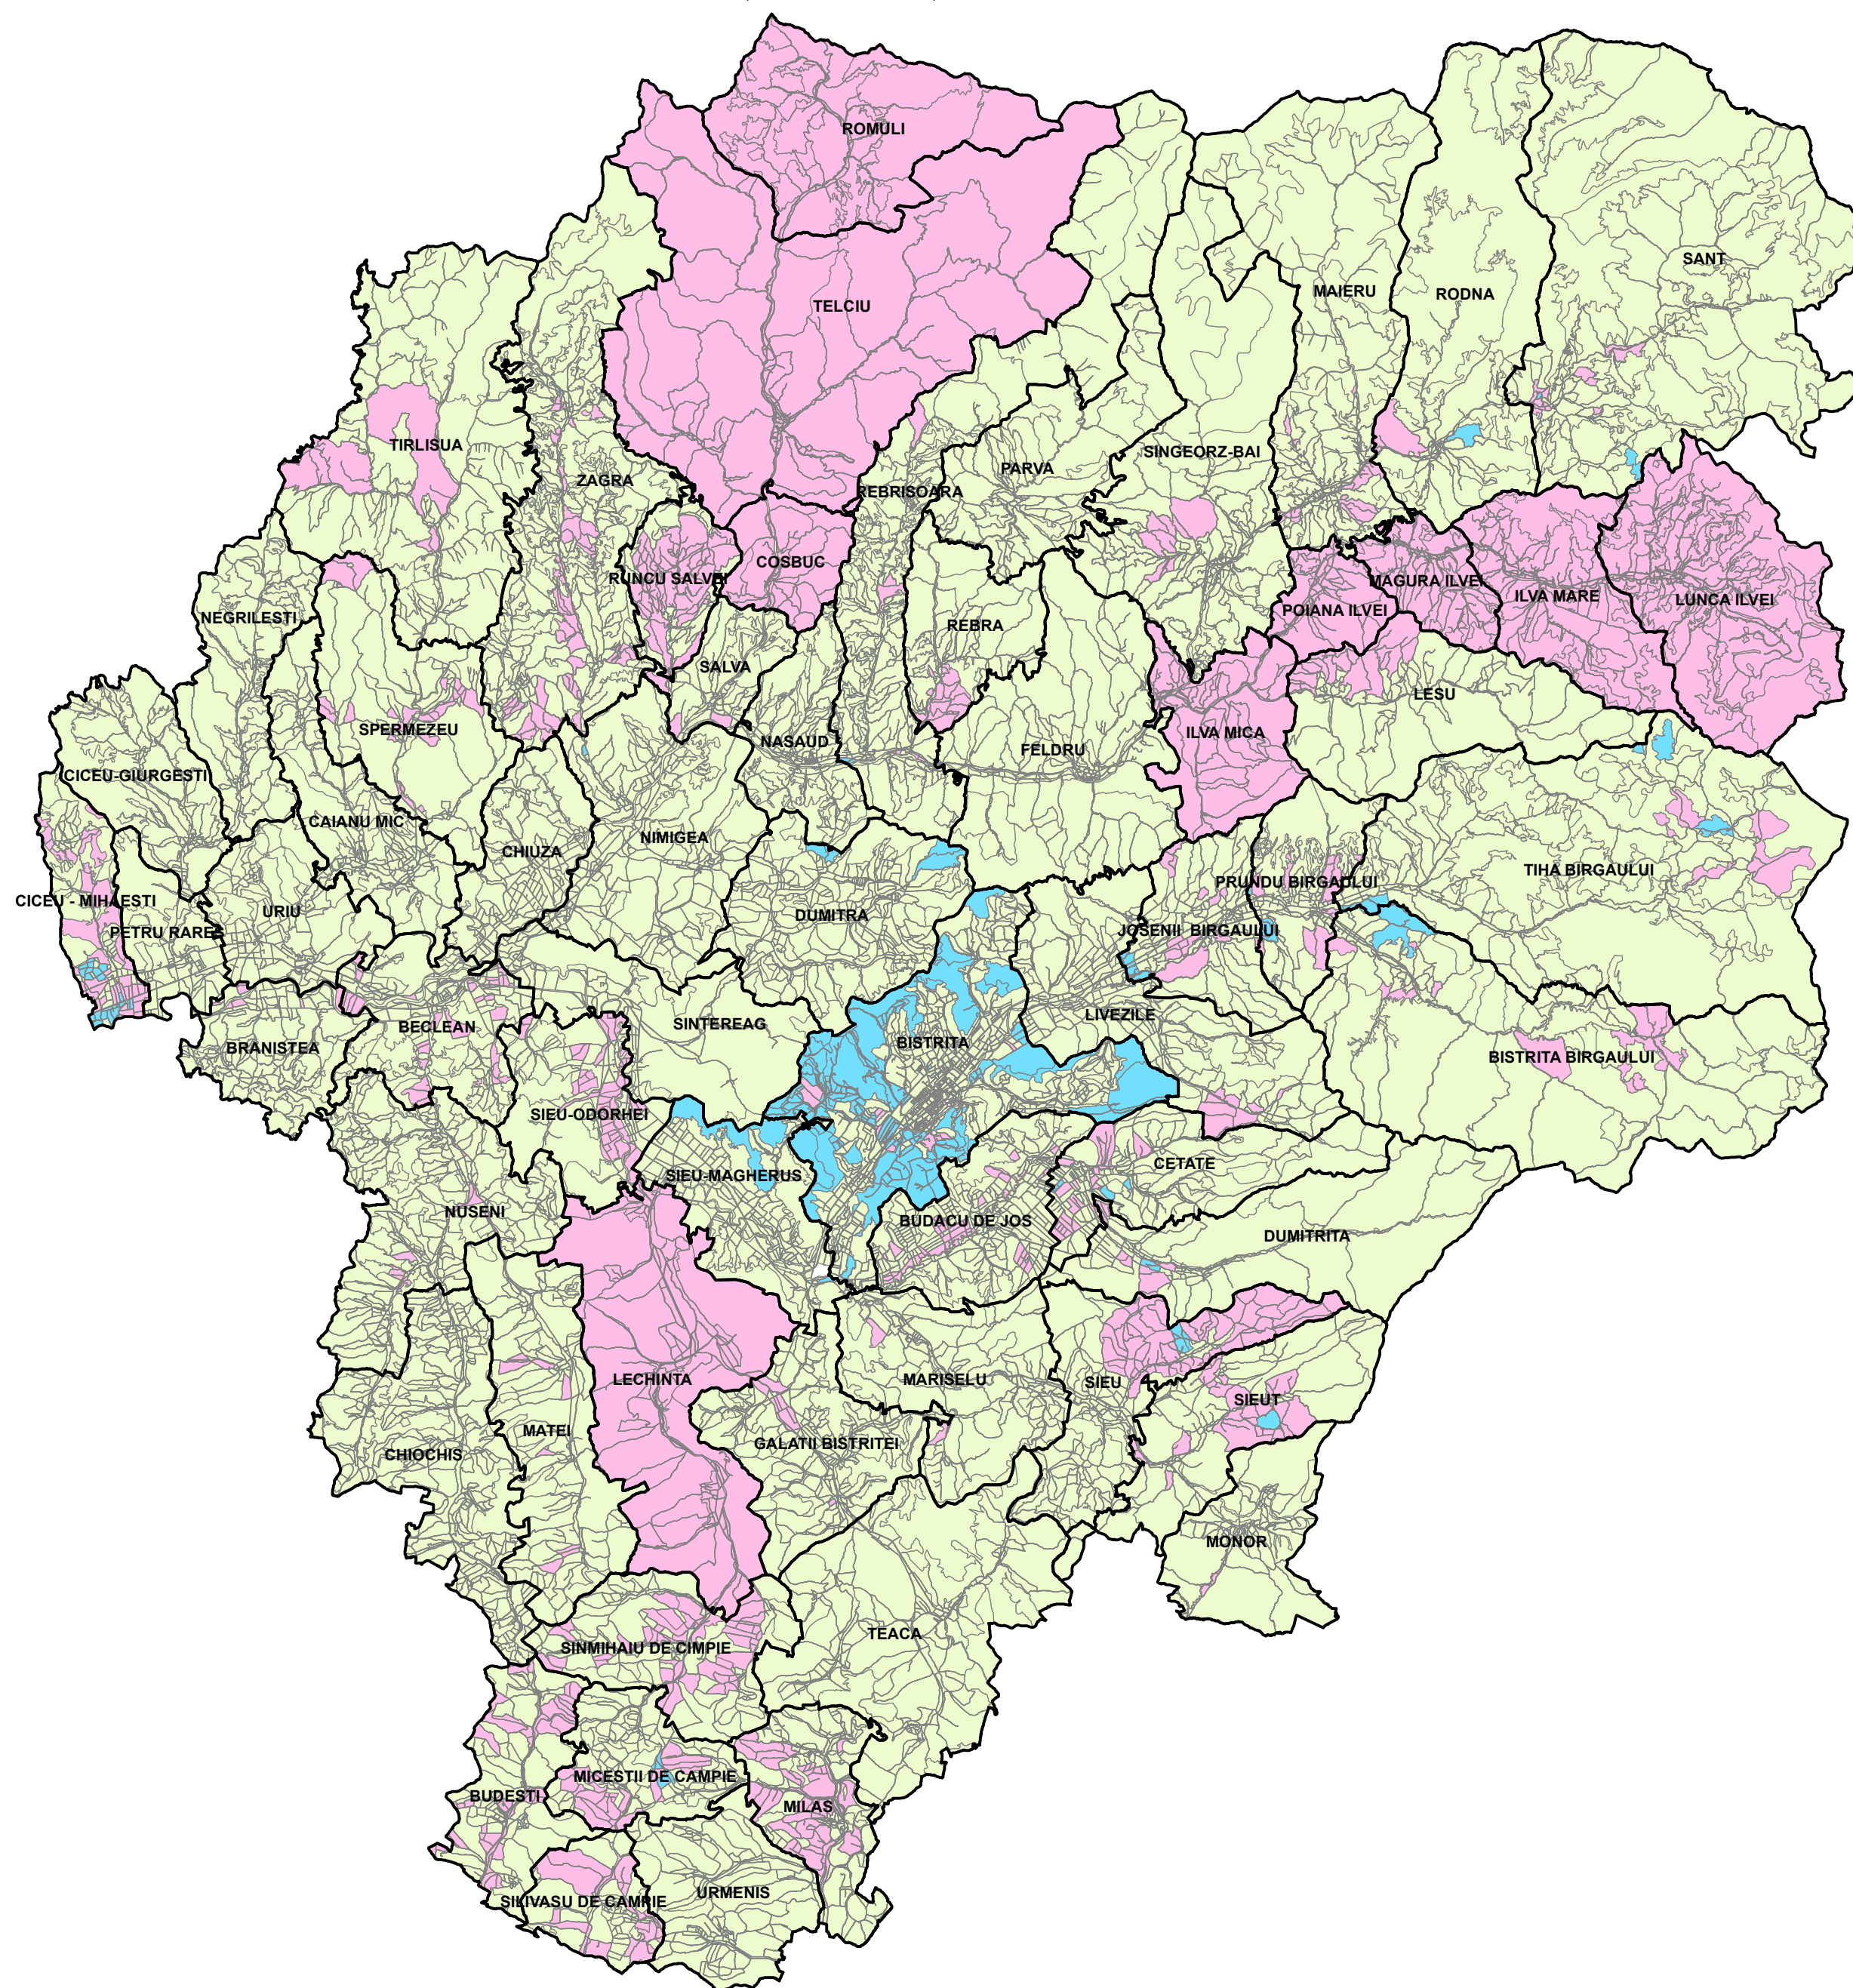 ROMULI
SANT
MAIERU
RODNA
TELCIU
TIRLISUA
SINGEORZ-BAI
PARVA
ZAGRA
REBRISOARA
COSBUC
RUNCU SALVEI
MAGURA ILVEI
ILVA MARE
LUNCA ILVEI
POIANA ILVEI
NEGRILESTI
REBRA
SALVA
LESU
SPERMEZEU
ILVA MICA
NASAUD
FELDRU
CICEU-GIURGESTI
CAIANU MIC
NIMIGEA
CHIUZA
TIHA BIRGAULUI
PRUNDU BIRGAULUI
CICEU - MIHAESTI
URIU
DUMITRA
PETRU RARES
JOSENII BIRGAULUI
LIVEZILE
SINTEREAG
BECLEAN
BISTRITA
BRANISTEA
BISTRITA BIRGAULUI
SIEU-ODORHEI
CETATE
SIEU-MAGHERUS
NUSENI
BUDACU DE JOS
DUMITRITA
LECHINTA
MARISELU
SIEU
SIEUT
MATEI
GALATII BISTRITEI
CHIOCHIS
MONOR
TEACA
SINMIHAIU DE CIMPIE
MICESTII DE CAMPIE
BUDESTI
MILAS
URMENIS
SILIVASU DE CAMPIE